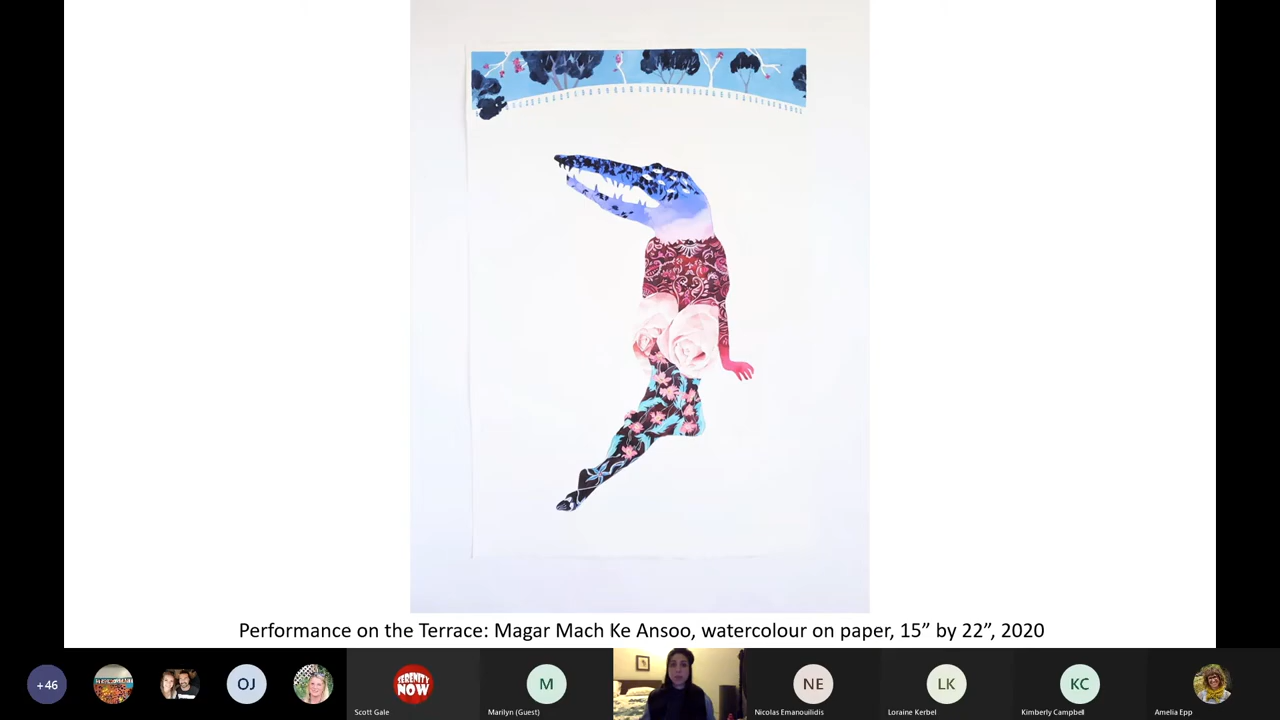 Performance on the Terrace: Magar Mach Ke Ansoo, watercolour on paper, 15” by 22”, 2020
+46
OJ
SERENITY
NOW
Scott Gale
M
Marilyn (Guest)
NE
Nicolas Emanouilidis
LK
Loraine Kerbel
KC
Kimberly Campbell
Amelia Epp